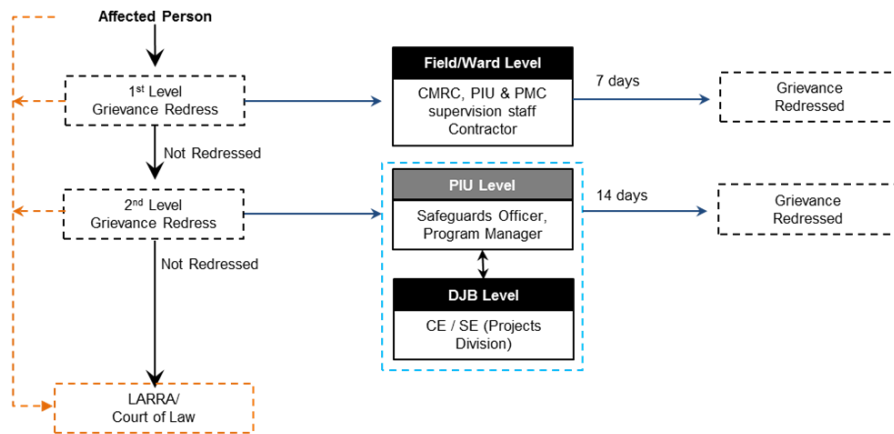 Affected Person
1st Level
Grievance Redress
Field/Ward Level
CMRC, PIU & PMC
supervision staff
Contractor
7 days
Grievance
Redressed
Not Redressed
2nd Level
Grievance Redress
PIU Level
Safeguards Officer,
Program Manager
14 days
Grievance
Redressed
Not Redressed
DJB Level
CE / SE (Projects
Division)
LARRA/
Court of Law